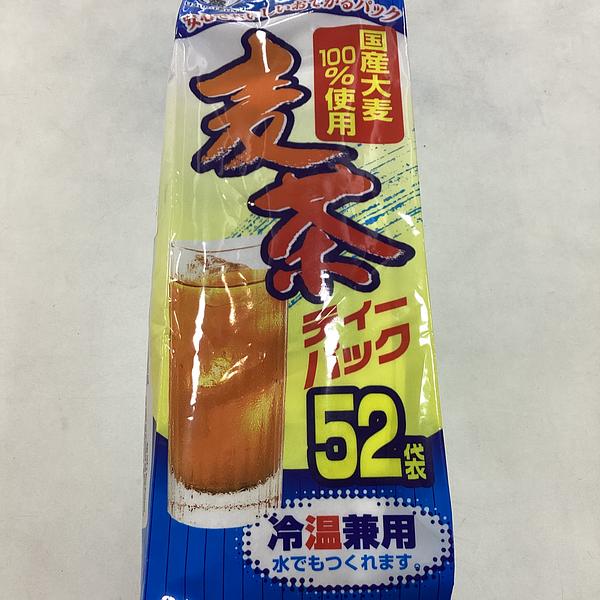 国産大麦
100%使用
麦茶
ティー
パック
52袋
冷温兼用
水でもつくれます。